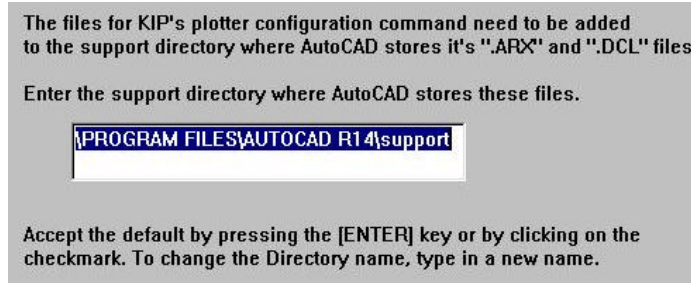 The files for KIP's plotter configuration command need to be added
to the support directory where AutoCAD stores it's ".ARX" and ".DCL" files
Enter the support directory where AutoCAD stores these files.
\PROGRAM FILES\AUTOCAD R14\support
Accept the default by pressing the [ENTER] key or by clicking on the
checkmark. To change the Directory name, type in a new name.